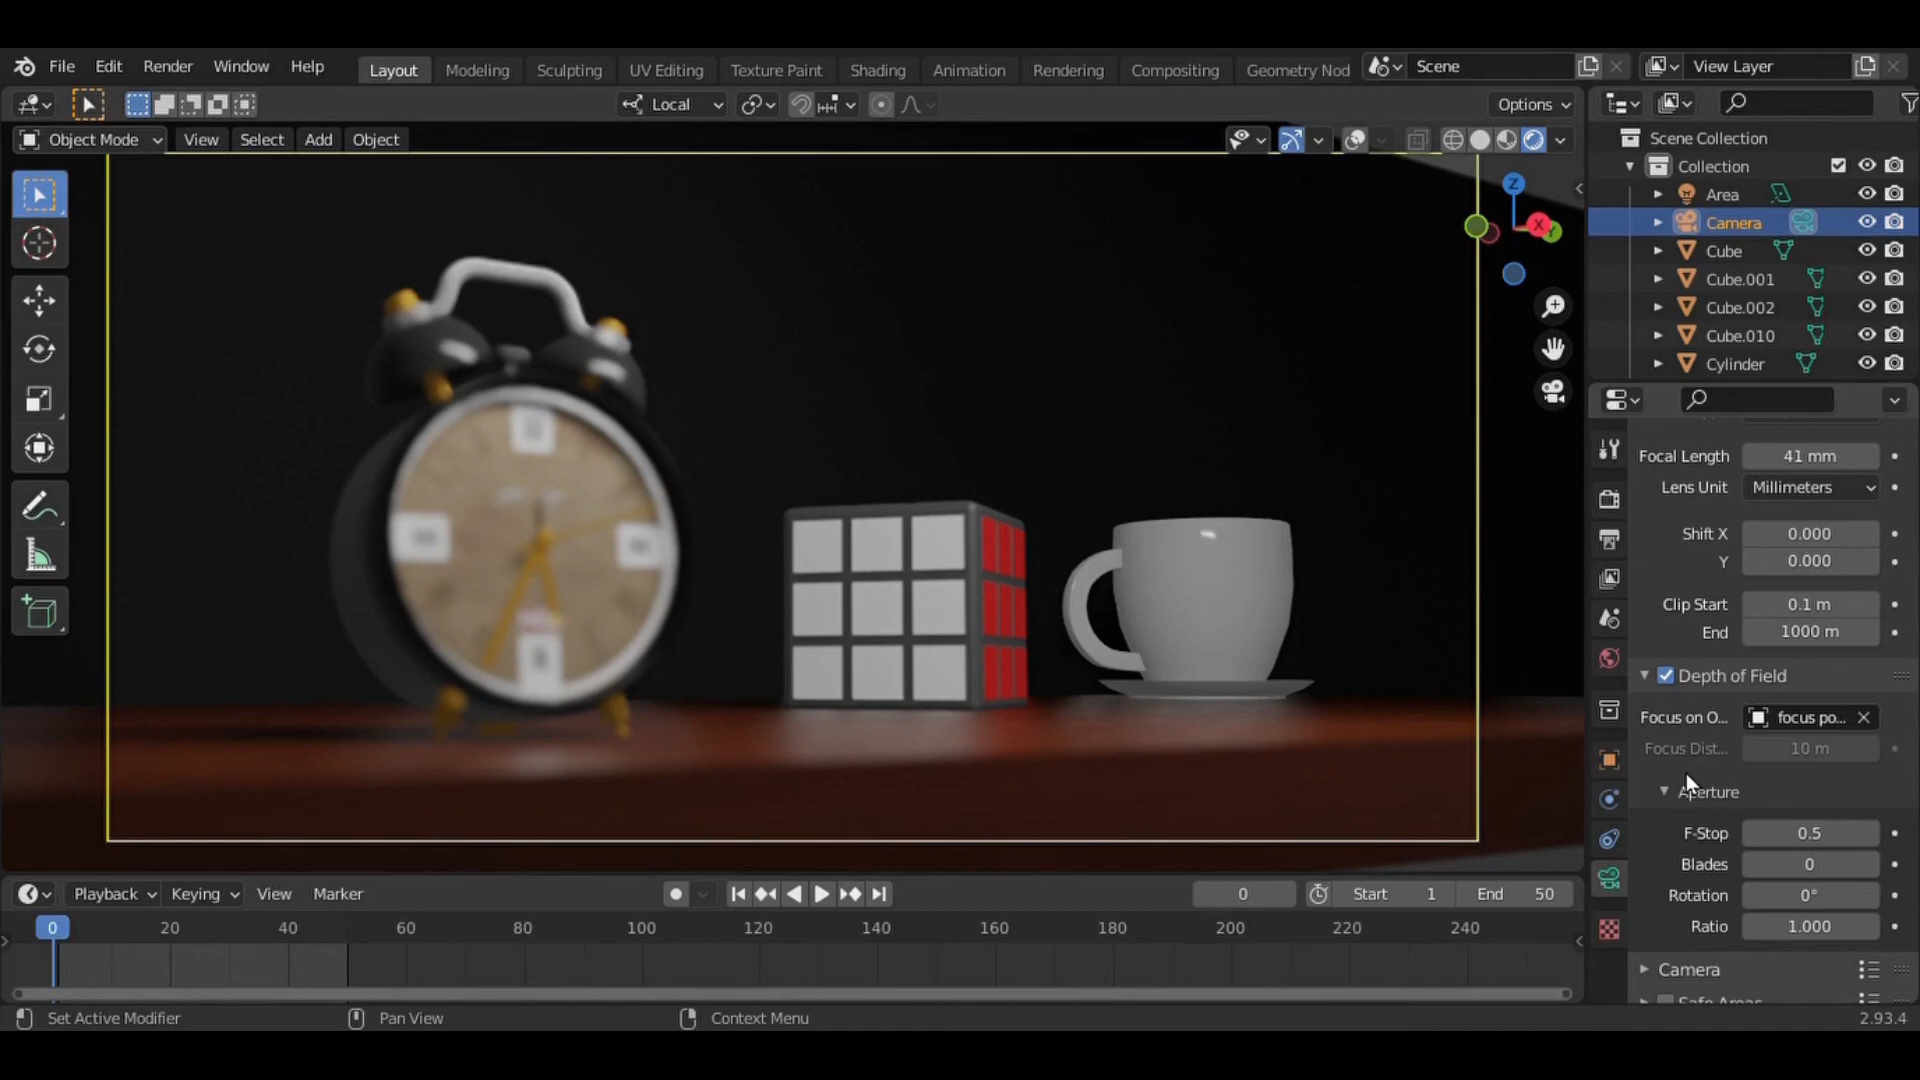 File Edit Render Window Help Layout Modeling Sculpting UV Editing Texture Paint Shading Animation Rendering Compositing Geometry Nod Scene View Layer
Local Options
Object Mode View Select Add Object
Scene Collection
Collection
Area
Camera
Cube
Cube.001
Cube.002
Cube.010
Cylinder
Z
X
Y
Focal Length 41 mm
Lens Unit Millimeters
Shift X 0.000
Y 0.000
Clip Start 0.1 m
End 1000 m
Depth of Field
Focus on O... focus po...
Focus Dist... 10 m
Aperture
F-Stop 0.5
Blades 0
Rotation 0°
Ratio 1.000
Camera
Safe Areas
Playback Keying View Marker 0 Start 1 End 50
0 20 40 60 80 100 120 140 160 180 200 220 240
Set Active Modifier Pan View Context Menu 2.93.4